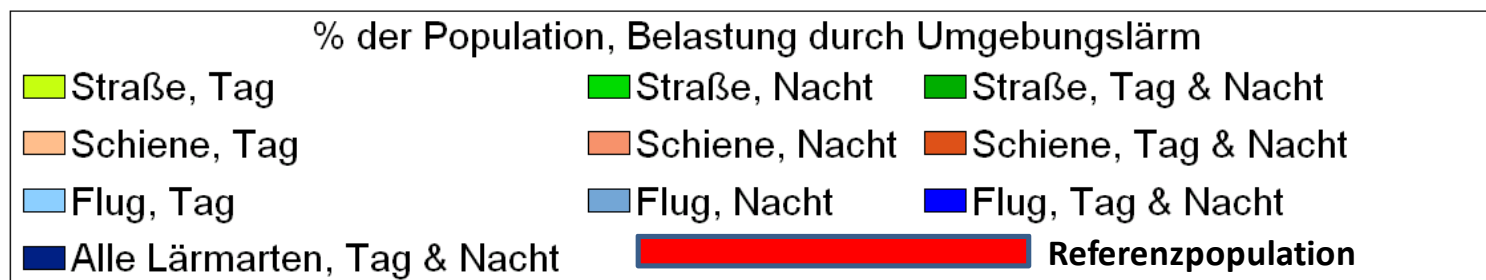 % der Population, Belastung durch Umgebungslärm
Straße, Tag Straße, Nacht Straße, Tag & Nacht
Schiene, Tag Schiene, Nacht Schiene, Tag & Nacht
Flug, Tag Flug, Nacht Flug, Tag & Nacht
Alle Lärmarten, Tag & Nacht Referenzpopulation